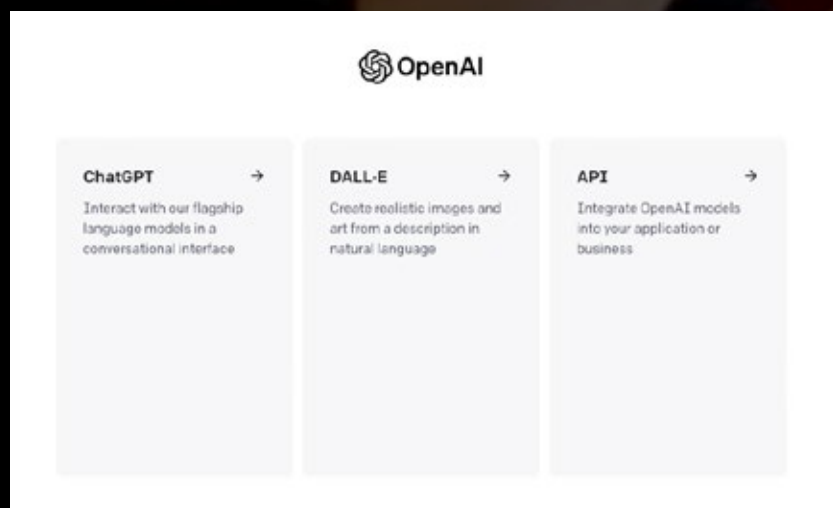 OpenAI
ChatGPT →
Interact with our flagship
language models in a
conversational interface
DALL·E →
Create realistic images and
art from a description in
natural language
API →
Integrate OpenAI models
into your application or
business